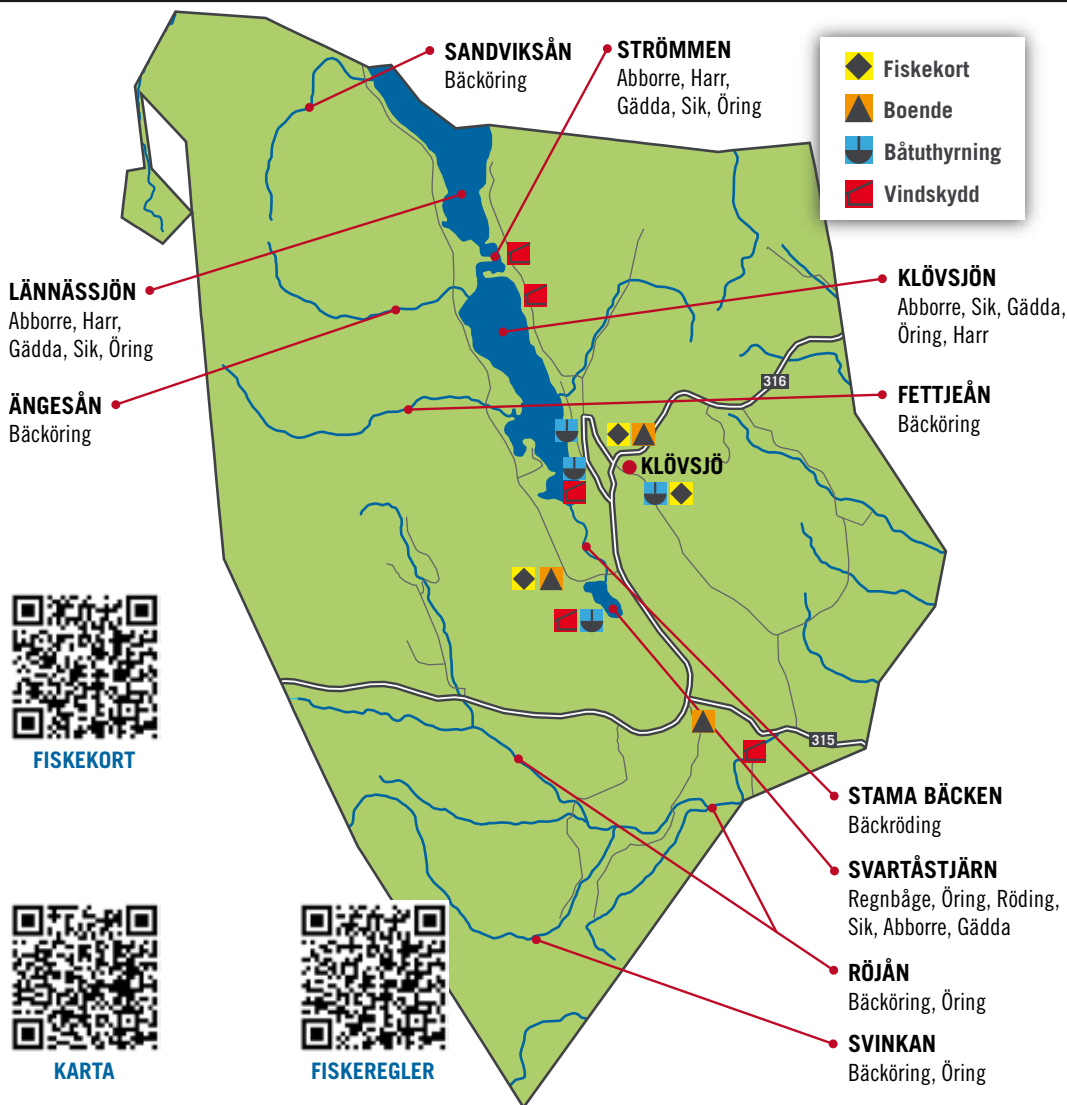 SANDVIKSÅN
Bäcköring
STRÖMMEN
Abborre, Harr,
Gädda, Sik, Öring
Fiskekort
Boende
Båtuthyrning
Vindskydd
LÄNNÄSSJÖN
Abborre, Harr,
Gädda, Sik, Öring
ÄNGESÅN
Bäcköring
KLÖVSJÖN
Abborre, Sik, Gädda,
Öring, Harr
FETTJEÅN
Bäcköring
316
KLÖVSJÖ
315
STAMA BÄCKEN
Bäckröding
SVARTÅSTJÄRN
Regnbåge, Öring, Röding,
Sik, Abborre, Gädda
RÖJÅN
Bäcköring, Öring
SVINKAN
Bäcköring, Öring
FISKEKORT
KARTA
FISKEREGLER